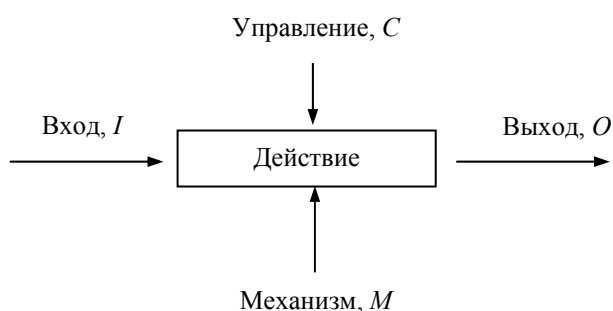 Управление, C
Вход, I
Выход, O
Действие
Механизм, M